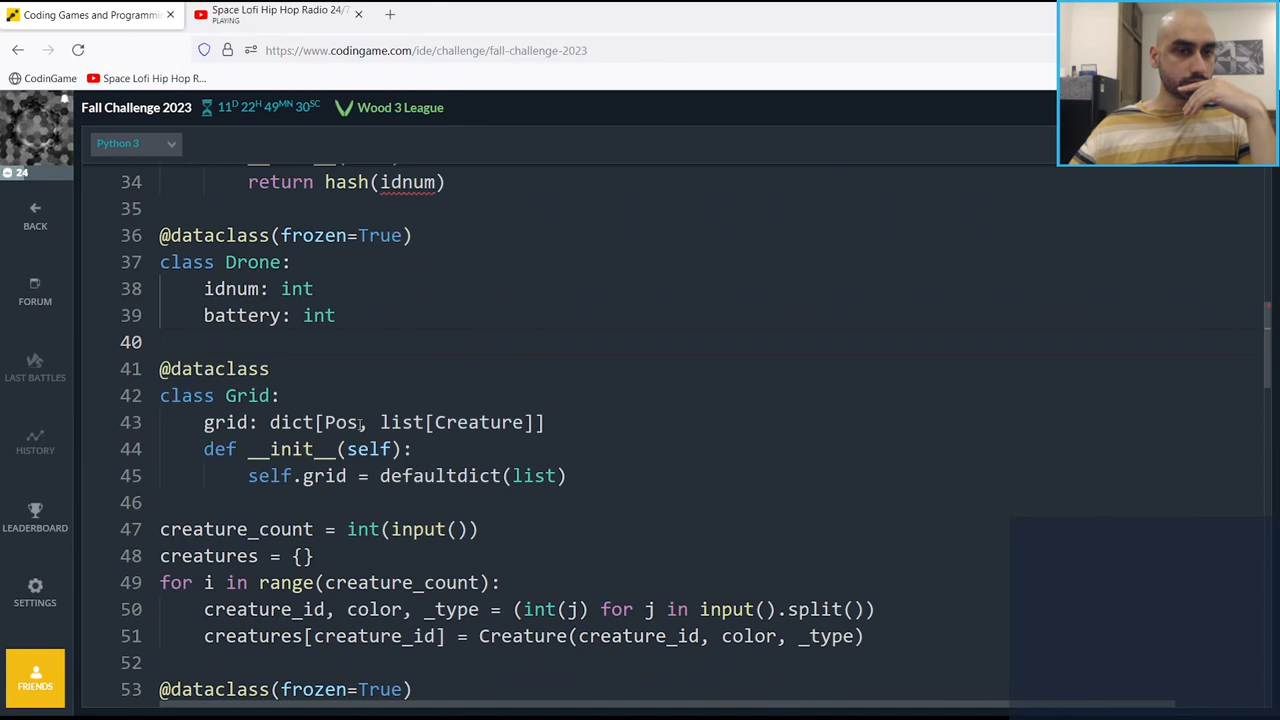 Coding Games and Programmin
Space Lofi Hip Hop Radio 24/7
PLAYING
https://www.codingame.com/ide/challenge/fall-challenge-2023
CodinGame
Space Lofi Hip Hop R...
Fall Challenge 2023
11D 22H 49MN 30SC
Wood 3 League
Python 3
24
BACK
FORUM
LAST BATTLES
HISTORY
LEADERBOARD
SETTINGS
FRIENDS
34 return hash(idnum)
35
36 @dataclass(frozen=True)
37 class Drone:
38 idnum: int
39 battery: int
40
41 @dataclass
42 class Grid:
43 grid: dict[Pos, list[Creature]]
44 def __init__(self):
45 self.grid = defaultdict(list)
46
47 creature_count = int(input())
48 creatures = {}
49 for i in range(creature_count):
50 creature_id, color, _type = (int(j) for j in input().split())
51 creatures[creature_id] = Creature(creature_id, color, _type)
52
53 @dataclass(frozen=True)